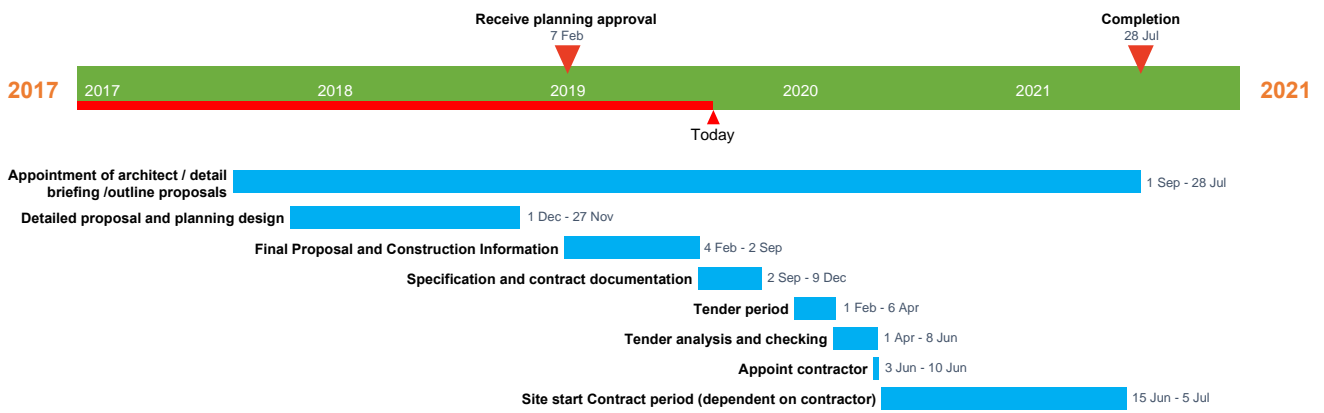 Receive planning approval
7 Feb
Completion
28 Jul
2017
2017
2018
2019
2020
2021
2021
Today
Appointment of architect / detail
briefing /outline proposals
1 Sep - 28 Jul
Detailed proposal and planning design
1 Dec - 27 Nov
Final Proposal and Construction Information
4 Feb - 2 Sep
Specification and contract documentation
2 Sep - 9 Dec
Tender period
1 Feb - 6 Apr
Tender analysis and checking
1 Apr - 8 Jun
Appoint contractor
3 Jun - 10 Jun
Site start Contract period (dependent on contractor)
15 Jun - 5 Jul